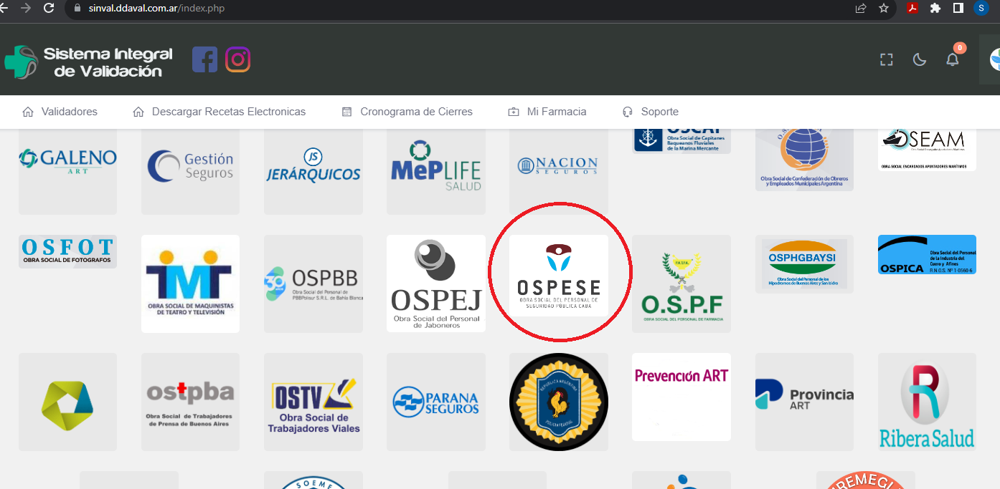 sinval.ddaval.com.ar/index.php
S
Sistema Integral
de Validación
0
Validadores
Descargar Recetas Electronicas
Cronograma de Cierres
Mi Farmacia
Soporte
GALENO
ART
Gestión
Seguros
JS
JERÁRQUICOS
MePLIFE
SALUD
NACION
SEGUROS
Obra Social de Capitanes
Baqueanos Fluviales
de la Marina Mercante
Obra Social de Confederación de Obreros
y Empleados Municipales Argentina
OSEAM
OBRA SOCIAL ENCARGADOS APUNTADORES MARÍTIMOS
OSFOT
OBRA SOCIAL DE FOTOGRAFOS
TMT
OBRA SOCIAL DE MAQUINISTAS
DE TEATRO Y TELEVISIÓN
30
OSPBB
Obra Social del Personal de
PBBPolisur S.R.L. de Bahía Blanca
OSPEJ
Obra Social del Personal
de Jaboneros
OSPESE
OBRA SOCIAL DEL PERSONAL DE
SEGURIDAD PÚBLICA CABA
O.S.P.F
OBRA SOCIAL DEL PERSONAL DE FARMACIA
OSPHGBAYSI
Obra Social del Personal de los
Hipodromos de Buenos Aires y San Isidro
OSPICA
Obra Social del Personal
de la Industria del
Cuero y Afines
R.N.O.S. Nº 1-0560-6
ostpba
Obra Social de Trabajadores
de Prensa de Buenos Aires
OSTV
Obra Social de
Trabajadores Viales
PARANA
SEGUROS
REPUBLICA ARGENTINA
POLICIA FEDERAL
Prevención ART
Provincia
ART
R
Ribera Salud
SOEME